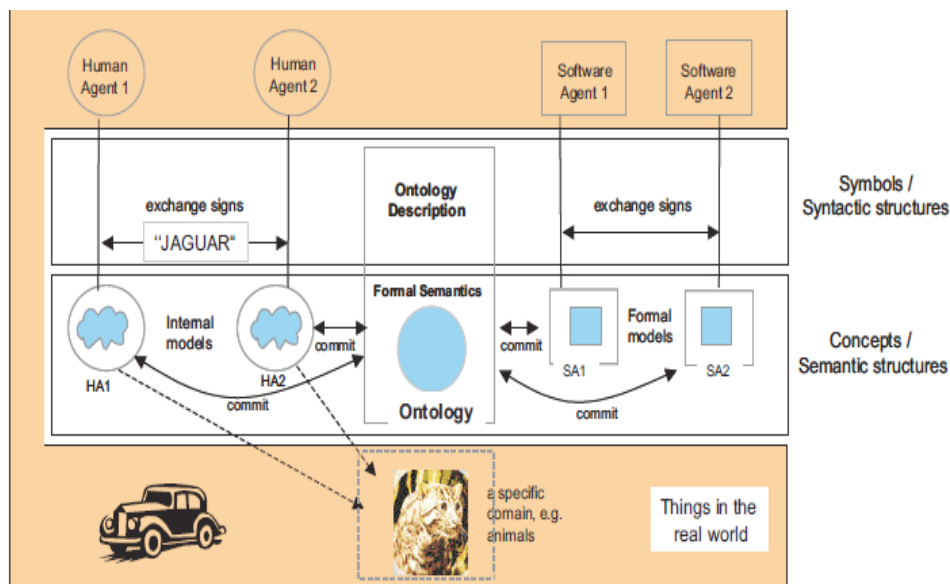 Human
Agent 1
Human
Agent 2
Software
Agent 1
Software
Agent 2
Ontology
Description
exchange signs
"JAGUAR"
exchange signs
Symbols /
Syntactic structures
Formal Semantics
Internal
models
commit
commit
Formal
models
HA1
HA2
SA1
SA2
commit
Ontology
commit
Concepts /
Semantic structures
a specific
domain, e.g.
animals
Things in the
real world